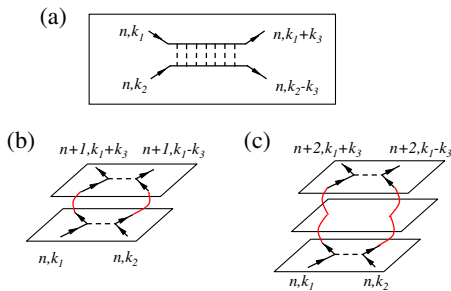 (a)
n,k₁ n,k₁+k₃
n,k₂ n,k₂-k₃
(b) (c)
n+1,k₁+k₃ n+1,k₁-k₃ n+2,k₁+k₃ n+2,k₁-k₃
n,k₁ n,k₂ n,k₁ n,k₂